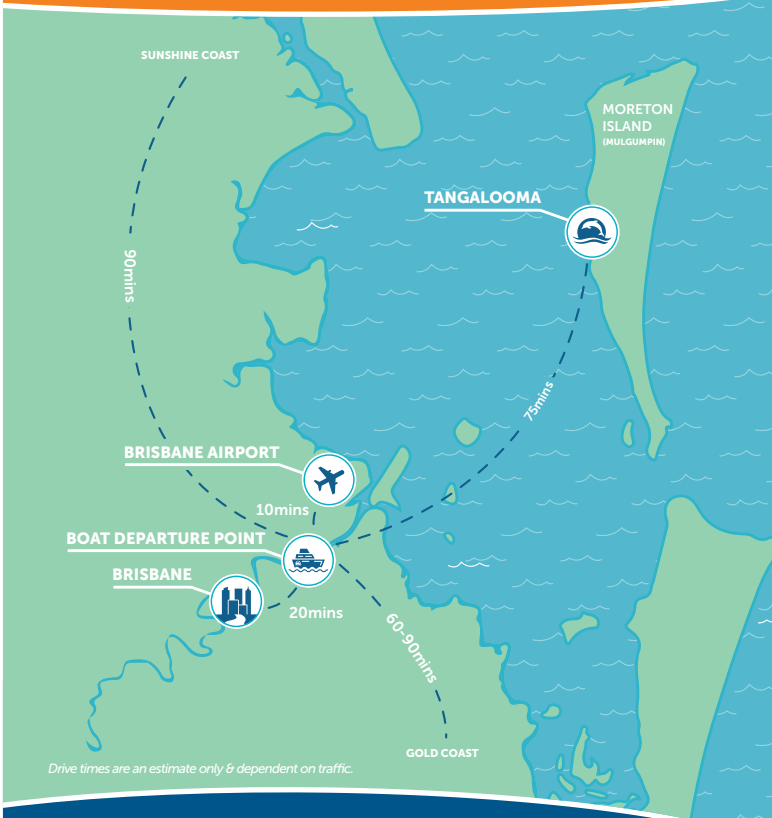 SUNSHINE COAST
MORETON
ISLAND
(MULGUMPIN)
TANGALOOMA
90mins
75mins
BRISBANE AIRPORT
10mins
BOAT DEPARTURE POINT
BRISBANE
20mins
60-90mins
GOLD COAST
Drive times are an estimate only & dependent on traffic.